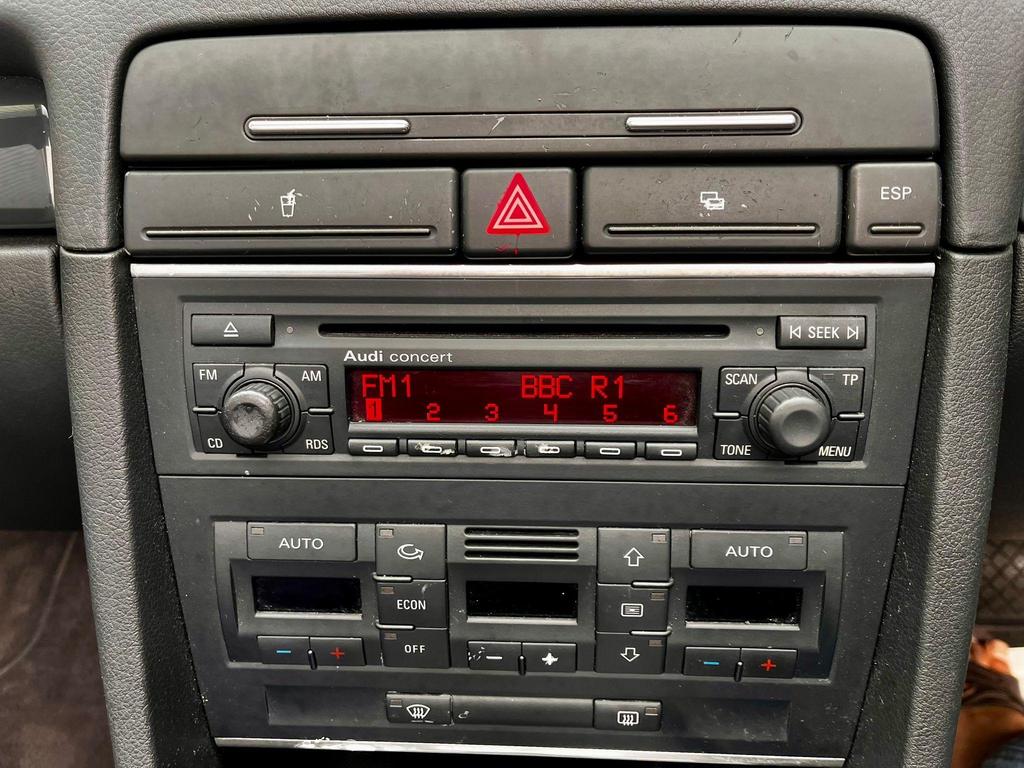 ESP
SEEK
Audi concert
FM AM
FM1 BBC R1
SCAN TP
1 2 3 4 5 6
CD RDS
TONE MENU
AUTO
AUTO
ECON
OFF